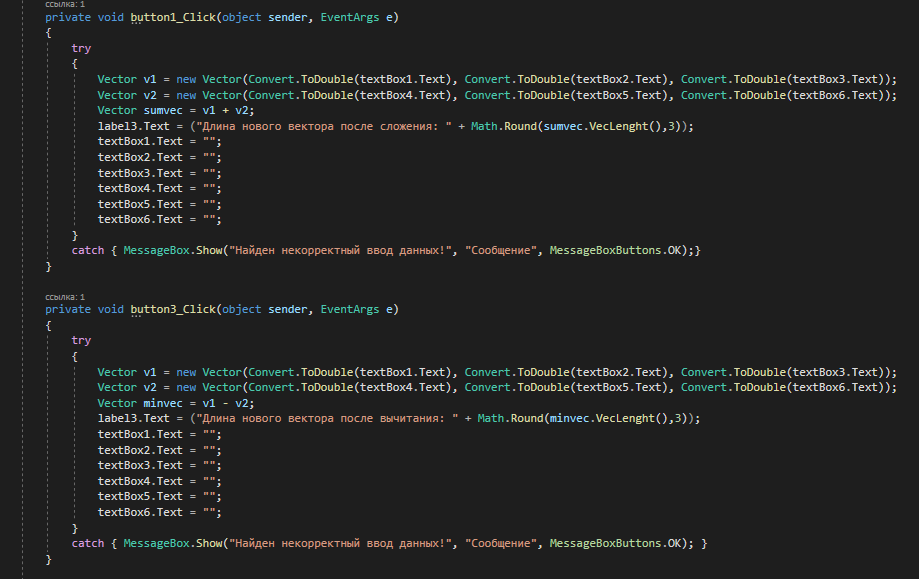 ссылка: 1
private void button1_Click(object sender, EventArgs e)
{
try
{
Vector v1 = new Vector(Convert.ToDouble(textBox1.Text), Convert.ToDouble(textBox2.Text), Convert.ToDouble(textBox3.Text));
Vector v2 = new Vector(Convert.ToDouble(textBox4.Text), Convert.ToDouble(textBox5.Text), Convert.ToDouble(textBox6.Text));
Vector sumvec = v1 + v2;
label3.Text = ("Длина нового вектора после сложения: " + Math.Round(sumvec.VecLenght(),3));
textBox1.Text = "";
textBox2.Text = "";
textBox3.Text = "";
textBox4.Text = "";
textBox5.Text = "";
textBox6.Text = "";
}
catch { MessageBox.Show("Найден некорректный ввод данных!", "Сообщение", MessageBoxButtons.OK);}
}
ссылка: 1
private void button3_Click(object sender, EventArgs e)
{
try
{
Vector v1 = new Vector(Convert.ToDouble(textBox1.Text), Convert.ToDouble(textBox2.Text), Convert.ToDouble(textBox3.Text));
Vector v2 = new Vector(Convert.ToDouble(textBox4.Text), Convert.ToDouble(textBox5.Text), Convert.ToDouble(textBox6.Text));
Vector minvec = v1 - v2;
label3.Text = ("Длина нового вектора после вычитания: " + Math.Round(minvec.VecLenght(),3));
textBox1.Text = "";
textBox2.Text = "";
textBox3.Text = "";
textBox4.Text = "";
textBox5.Text = "";
textBox6.Text = "";
}
catch { MessageBox.Show("Найден некорректный ввод данных!", "Сообщение", MessageBoxButtons.OK); }
}